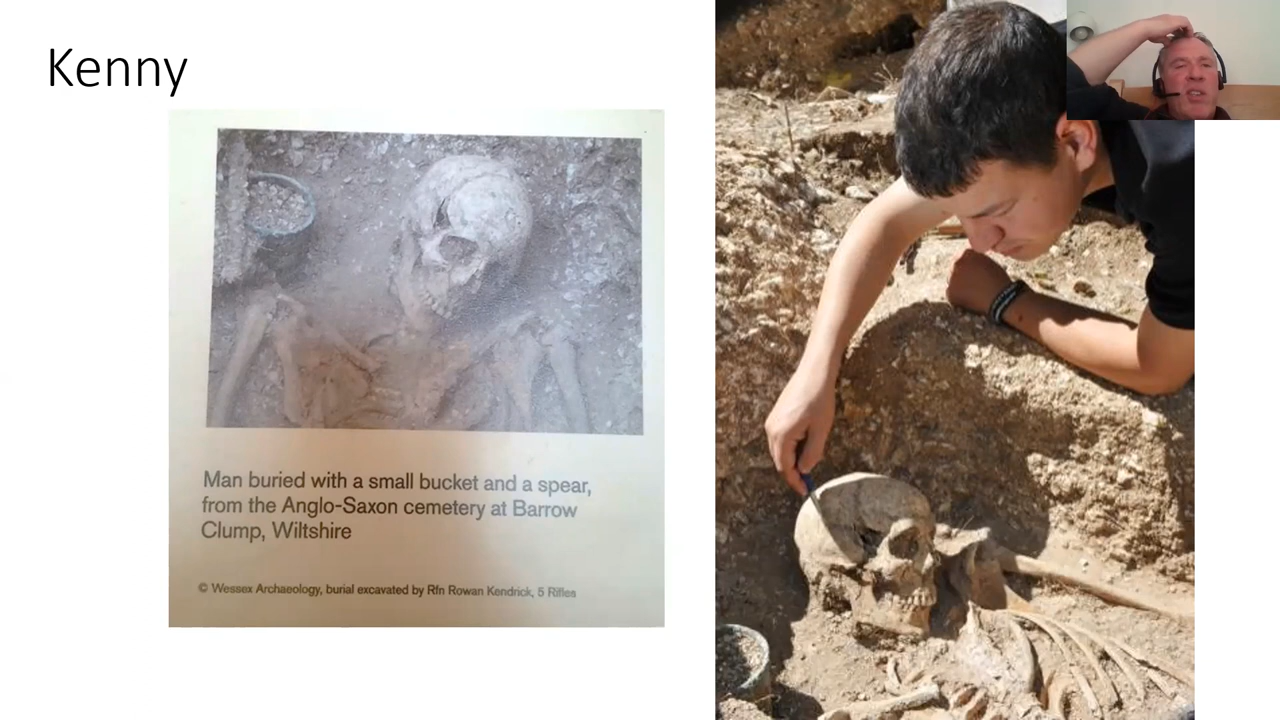 Kenny
Man buried with a small bucket and a spear,
from the Anglo-Saxon cemetery at Barrow
Clump, Wiltshire
© Wessex Archaeology, burial excavated by Rfn Rowan Kendrick, 5 Rifles